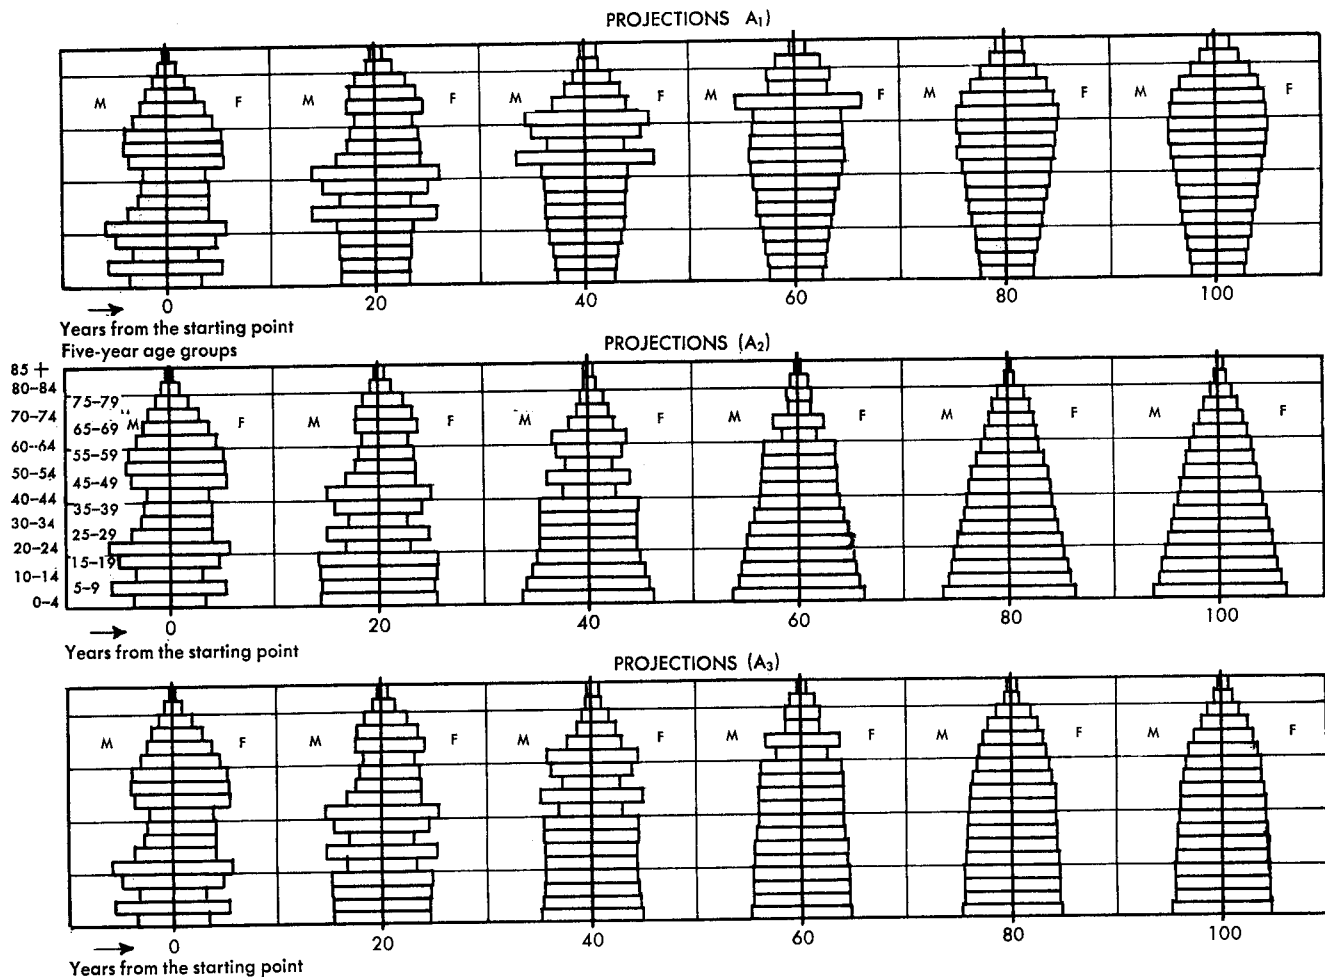 PROJECTIONS A₁)
M F M F M F M F M F M F
0 20 40 60 80 100
Years from the starting point
Five-year age groups
PROJECTIONS (A₂)
85 +
80–84
75–79
70–74
65–69 M F M F M F M F M F M F
60–64
55–59
50–54
45–49
40–44
35–39
30–34
25–29
20–24
15–19
10–14
5–9
0–4
0 20 40 60 80 100
Years from the starting point
PROJECTIONS (A₃)
M F M F M F M F M F M F
0 20 40 60 80 100
Years from the starting point